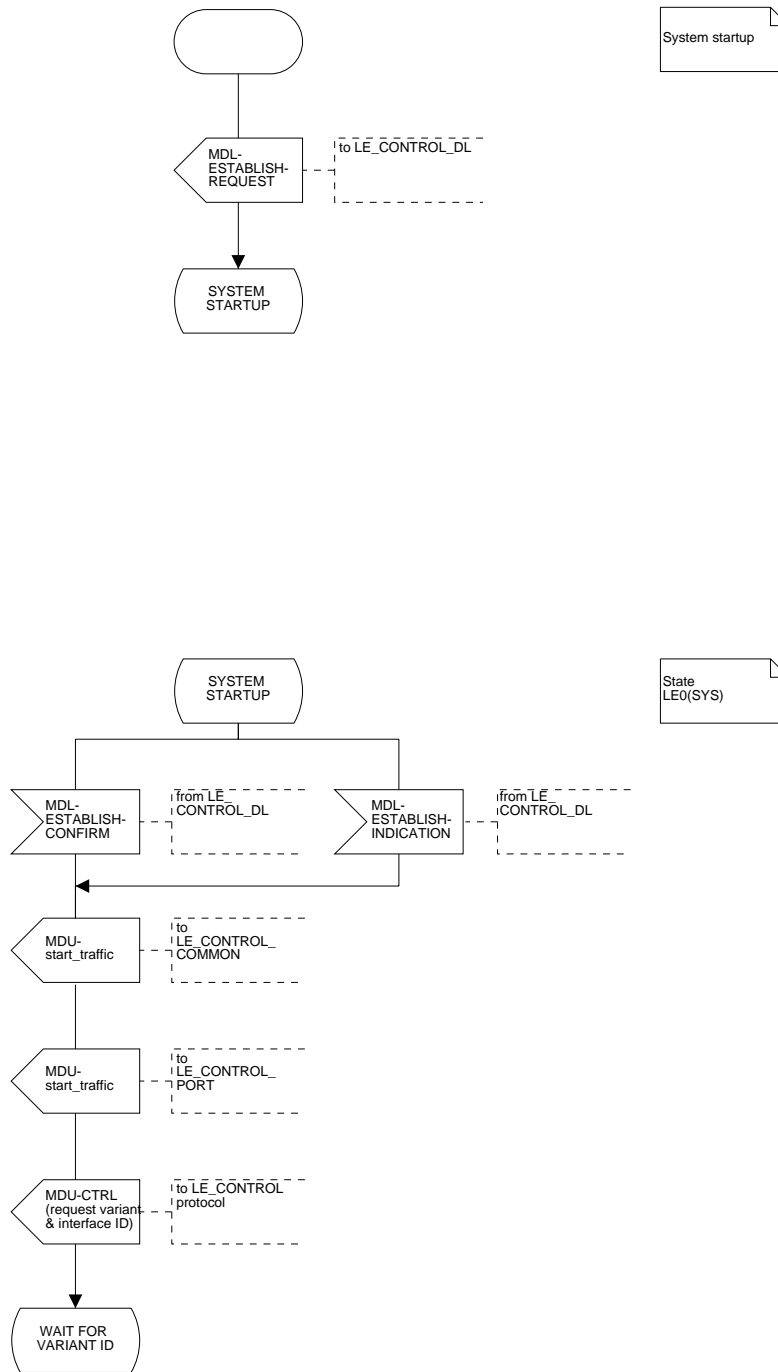 System startup
MDL-
ESTABLISH-
REQUEST
to LE_CONTROL_DL
SYSTEM
STARTUP
SYSTEM
STARTUP
State
LE0(SYS)
MDL-
ESTABLISH-
CONFIRM
from LE_
CONTROL_DL
MDL-
ESTABLISH-
INDICATION
from LE_
CONTROL_DL
MDU-
start_traffic
to
LE_CONTROL_
COMMON
MDU-
start_traffic
to
LE_CONTROL_
PORT
MDU-CTRL
(request variant
& interface ID)
to LE_CONTROL
protocol
WAIT FOR
VARIANT ID